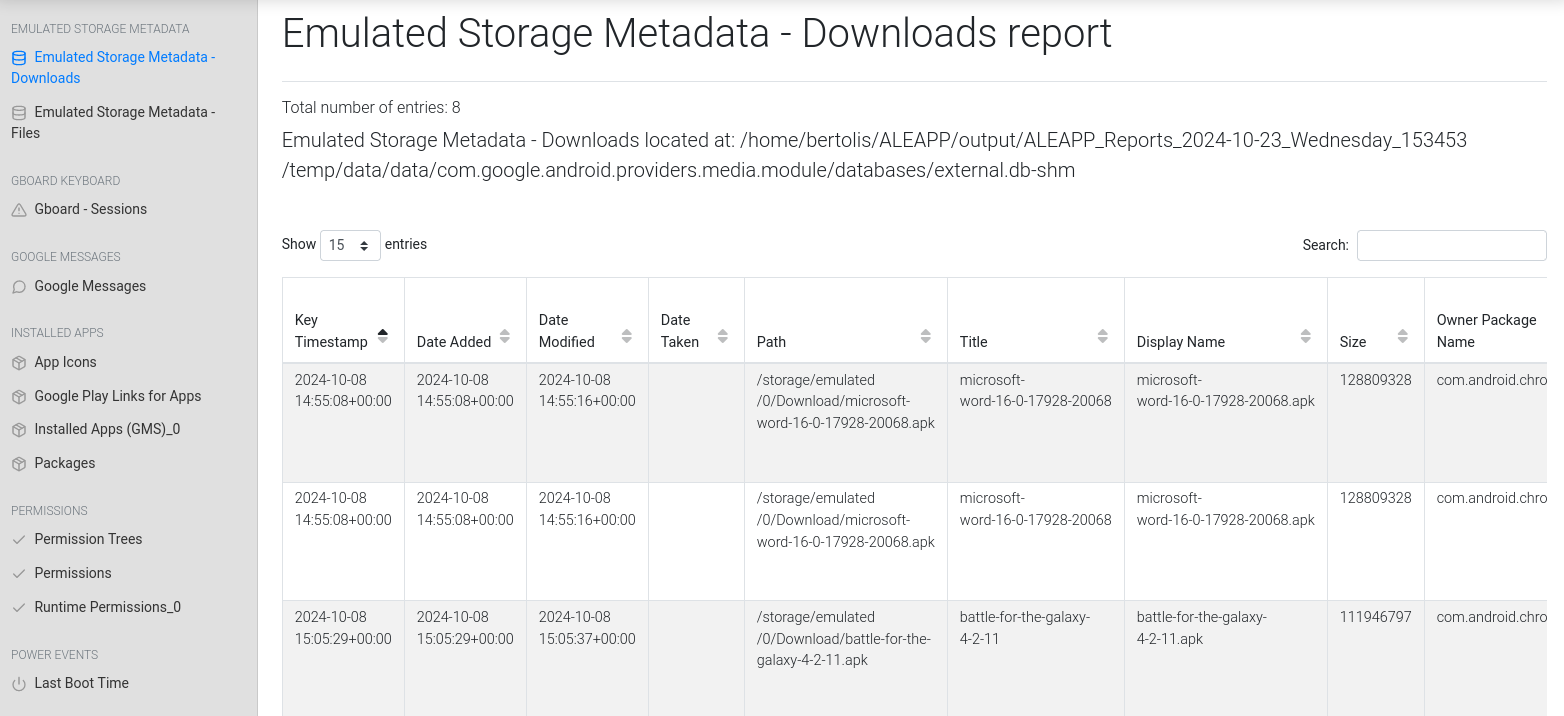 EMULATED STORAGE METADATA
Emulated Storage Metadata -
Downloads
Emulated Storage Metadata -
Files
GBOARD KEYBOARD
Gboard - Sessions
GOOGLE MESSAGES
Google Messages
INSTALLED APPS
App Icons
Google Play Links for Apps
Installed Apps (GMS)_0
Packages
PERMISSIONS
Permission Trees
Permissions
Runtime Permissions_0
POWER EVENTS
Last Boot Time
Emulated Storage Metadata - Downloads report
Total number of entries: 8
Emulated Storage Metadata - Downloads located at: /home/bertolis/ALEAPP/output/ALEAPP_Reports_2024-10-23_Wednesday_153453
/temp/data/data/com.google.android.providers.media.module/databases/external.db-shm
Show 15 entries
Search:
Key
Timestamp
Date Added
Date
Modified
Date
Taken
Path
Title
Display Name
Size
Owner Package
Name
2024-10-08
14:55:08+00:00
2024-10-08
14:55:08+00:00
2024-10-08
14:55:16+00:00
/storage/emulated
/0/Download/microsoft-
word-16-0-17928-20068.apk
microsoft-
word-16-0-17928-20068
microsoft-
word-16-0-17928-20068.apk
128809328
com.android.chro
2024-10-08
14:55:08+00:00
2024-10-08
14:55:08+00:00
2024-10-08
14:55:16+00:00
/storage/emulated
/0/Download/microsoft-
word-16-0-17928-20068.apk
microsoft-
word-16-0-17928-20068
microsoft-
word-16-0-17928-20068.apk
128809328
com.android.chro
2024-10-08
15:05:29+00:00
2024-10-08
15:05:29+00:00
2024-10-08
15:05:37+00:00
/storage/emulated
/0/Download/battle-for-the-
galaxy-4-2-11.apk
battle-for-the-galaxy-
4-2-11
battle-for-the-galaxy-
4-2-11.apk
111946797
com.android.chro